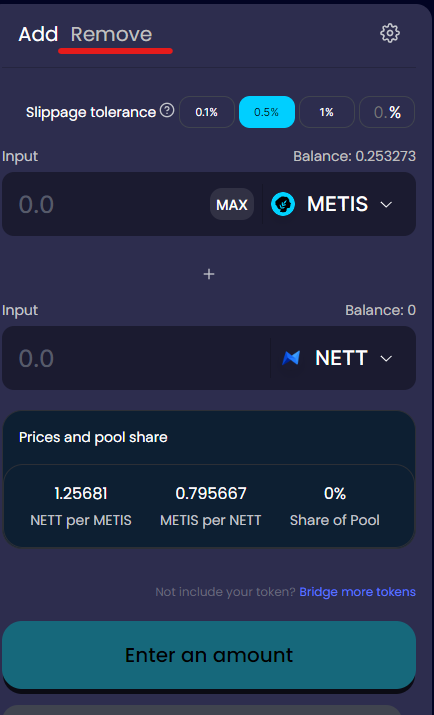 Add Remove
Slippage tolerance ? 0.1% 0.5% 1% 0. %
Input Balance: 0.253273
0.0 MAX METIS
+
Input Balance: 0
0.0 NETT
Prices and pool share
1.25681 0.795667 0%
NETT per METIS METIS per NETT Share of Pool
Not include your token? Bridge more tokens
Enter an amount